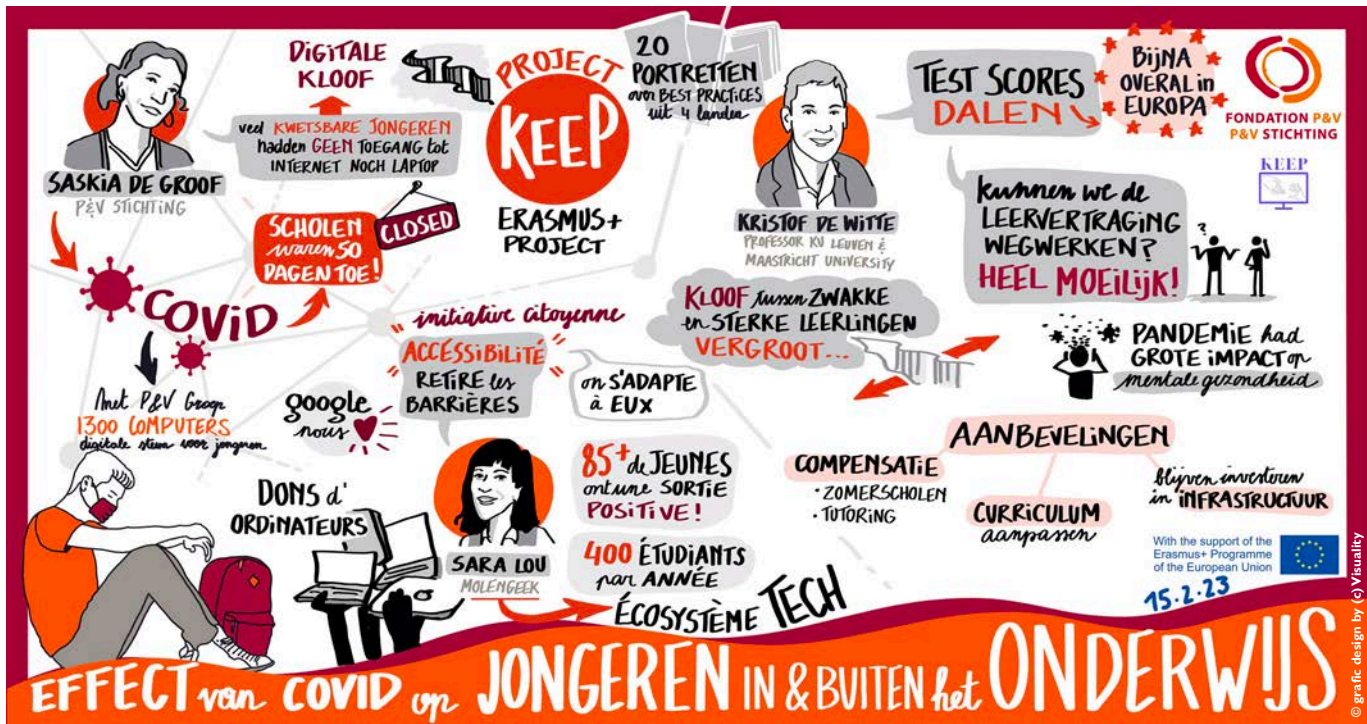 DIGITALE
KLOOF
veel KWETSBARE JONGEREN
hadden GEEN TOEGANG tot
INTERNET NOCH LAPTOP
SASKIA DE GROOF
P&V STICHTING
SCHOLEN
waren 50
DAGEN TOE!
CLOSED
COVID
met P&V Groep
1300 COMPUTERS
digitale steun voor jongeren
PROJECT
KEEP
ERASMUS+
PROJECT
20
PORTRETTEN
over BEST PRACTICES
uit 4 landen
KRISTOF DE WITTE
PROFESSOR KU LEUVEN &
MAASTRICHT UNIVERSITY
TEST SCORES
DALEN
BIJNA
OVERAL in
EUROPA
FONDATION P&V
P&V STICHTING
KEEP
kunnen we de
LEERVERTRAGING
WEGWERKEN?
HEEL MOEILIJK!
?
KLOOF tussen ZWAKKE
en STERKE LEERLINGEN
VERGROOT...
PANDEMIE had
GROTE IMPACT op
mentale gezondheid
initiative citoyenne
ACCÉSSIBILITÉ
RETIRE les
BARRIÈRES
on S'ADAPTE
à EUX
google
nous
DONS d'
ORDINATEURS
SARA LOU
MOLENGEEK
85+ de JEUNES
ont une SORTIE
POSITIVE!
400 ÉTUDIANTS
par ANNÉE
ÉCOSYSTÈME TECH
AANBEVELINGEN
COMPENSATIE
• ZOMERSCHOLEN
• TUTORING
CURRICULUM
aanpassen
blijven investeren
in INFRASTRUCTUUR
With the support of the
Erasmus+ Programme
of the European Union
15.2.23
EFFECT van COVID op JONGEREN IN & BUITEN het ONDERWIJS
© grafic design by (c) Visuality